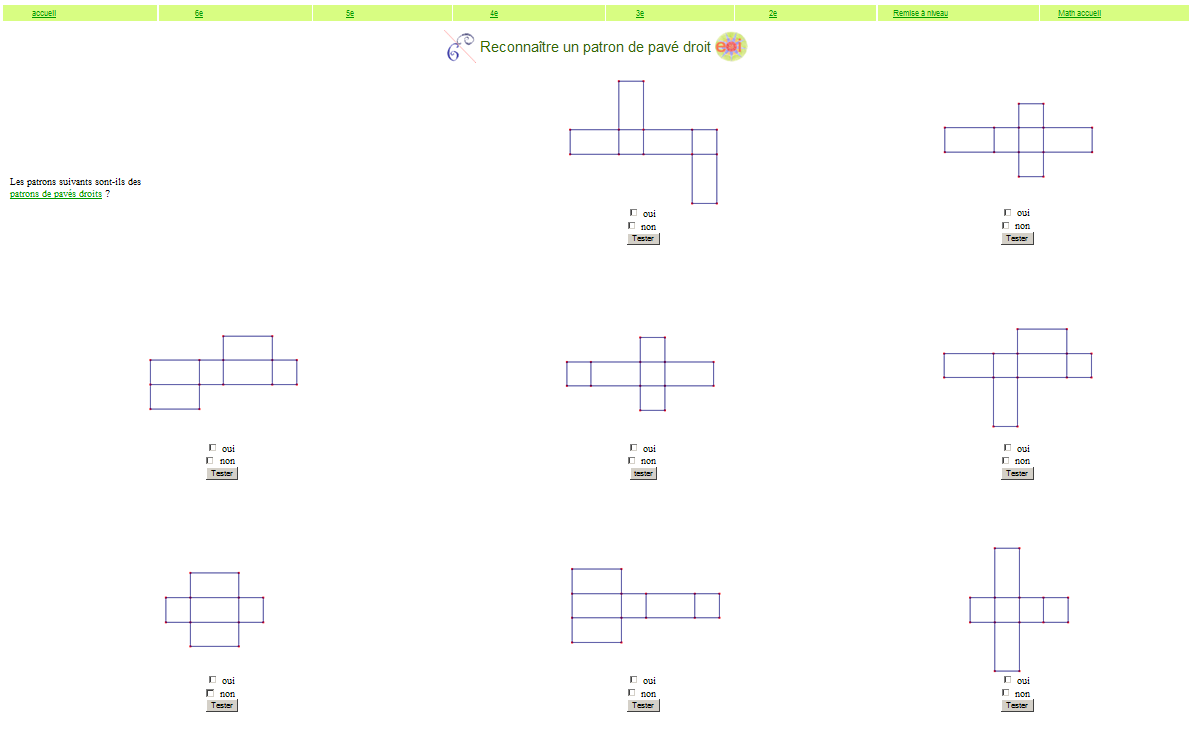 accueil 6e 5e 4e 3e 2e Remise à niveau Math accueil
6e Reconnaître un patron de pavé droit epi
Les patrons suivants sont-ils des
patrons de pavés droits ?
oui
non
Tester
oui
non
Tester
oui
non
Tester
oui
non
tester
oui
non
Tester
oui
non
Tester
oui
non
Tester
oui
non
Tester